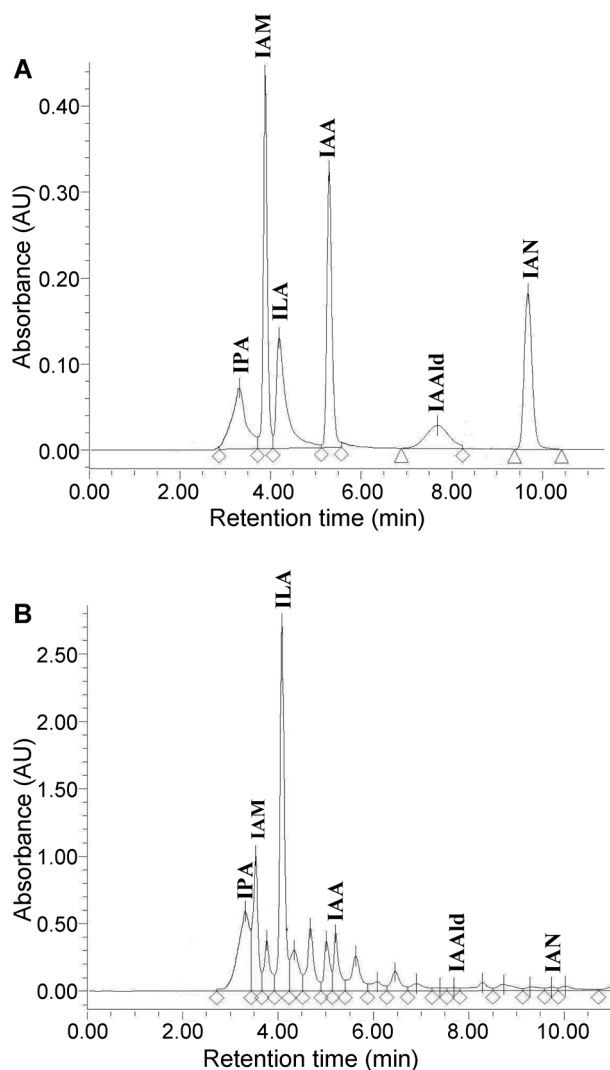 A
IAM
0.40
IAA
0.30
Absorbance (AU)
IAN
0.20
ILA
IPA
0.10
IAAld
0.00
0.00 2.00 4.00 6.00 8.00 10.00
Retention time (min)
B
ILA
2.50
2.00
Absorbance (AU)
1.50
IAM
1.00
IPA
IAA
0.50
IAAld
IAN
0.00
0.00 2.00 4.00 6.00 8.00 10.00
Retention time (min)